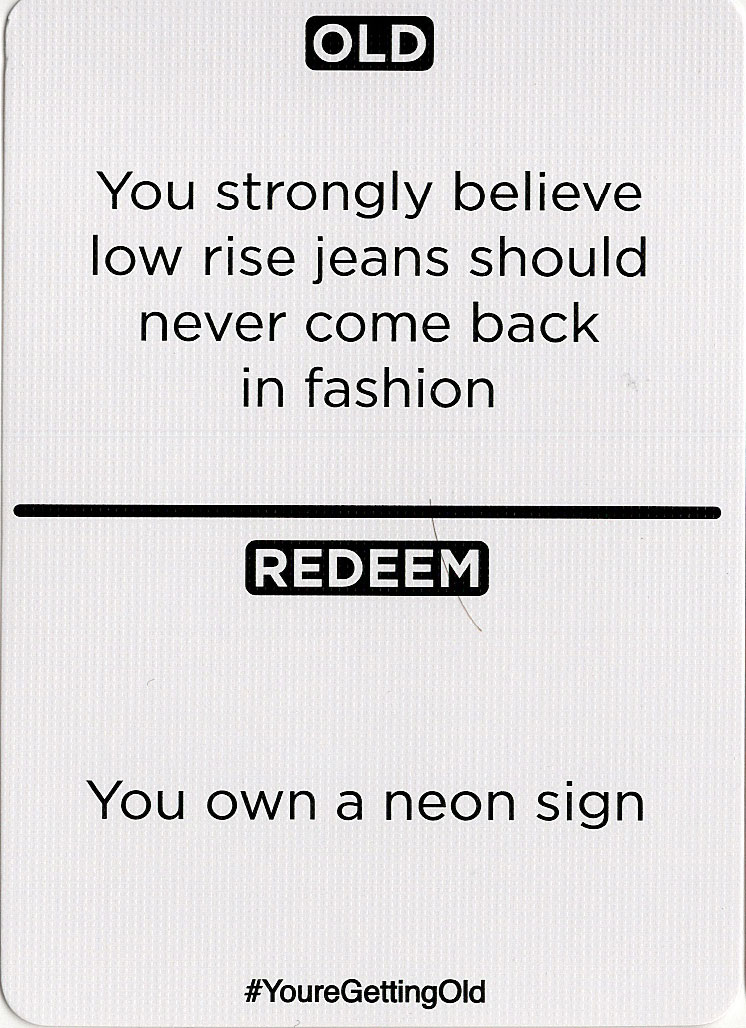 OLD
You strongly believe
low rise jeans should
never come back
in fashion
REDEEM
You own a neon sign
#YoureGettingOld